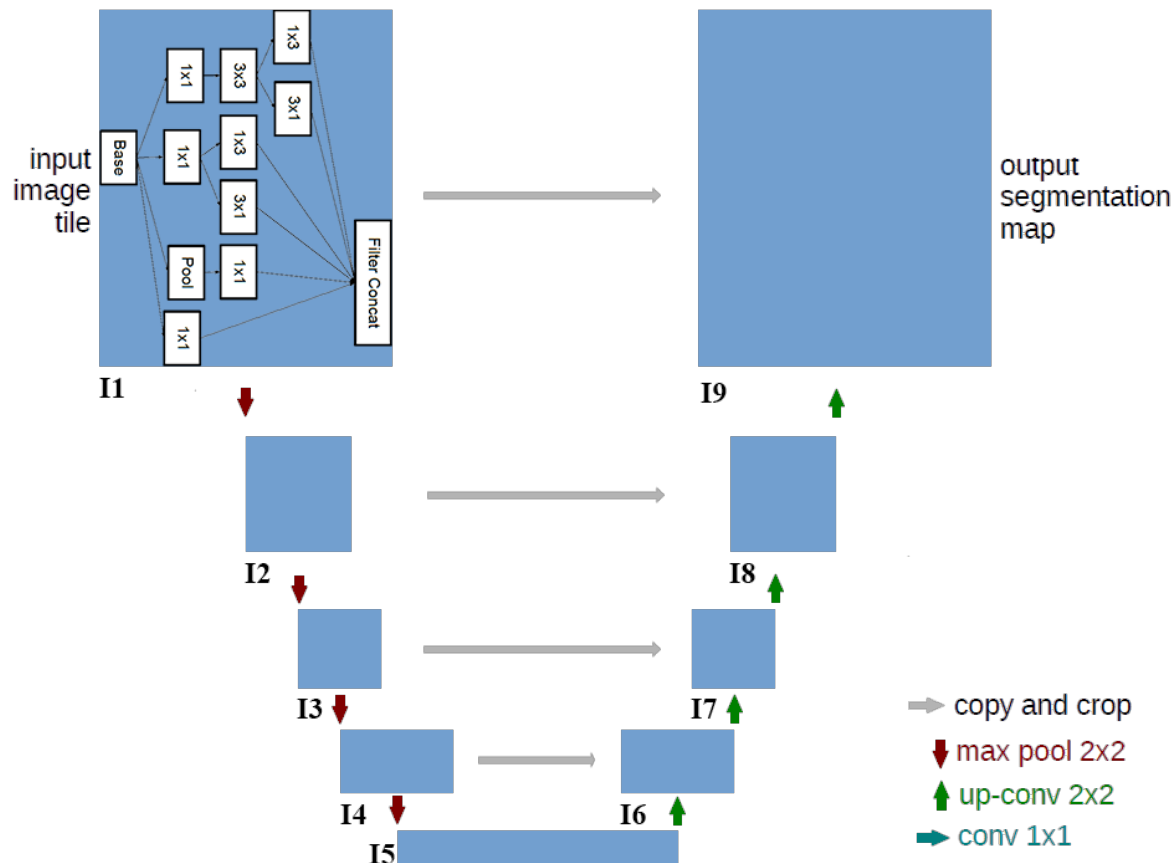 input
image
tile
Base
1x1
3x3
1x3
3x1
1x1
1x3
3x1
Pool
1x1
1x1
Filter Concat
output
segmentation
map
I1
I9
I2
I8
I3
I7
I4
I6
I5
copy and crop
max pool 2x2
up-conv 2x2
conv 1x1